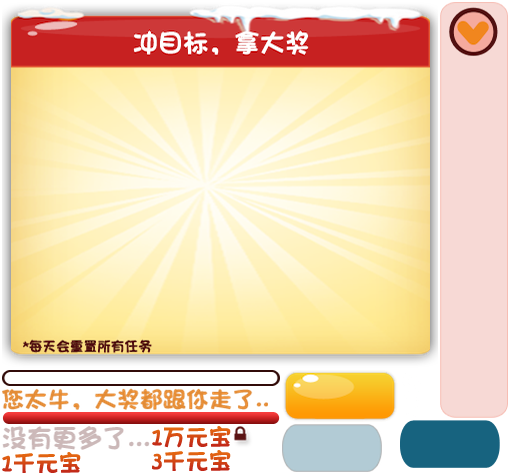 冲目标，拿大奖
*每天会重置所有任务
您太牛，大奖都跟你走了..
没有更多了...
1万元宝
1千元宝
3千元宝